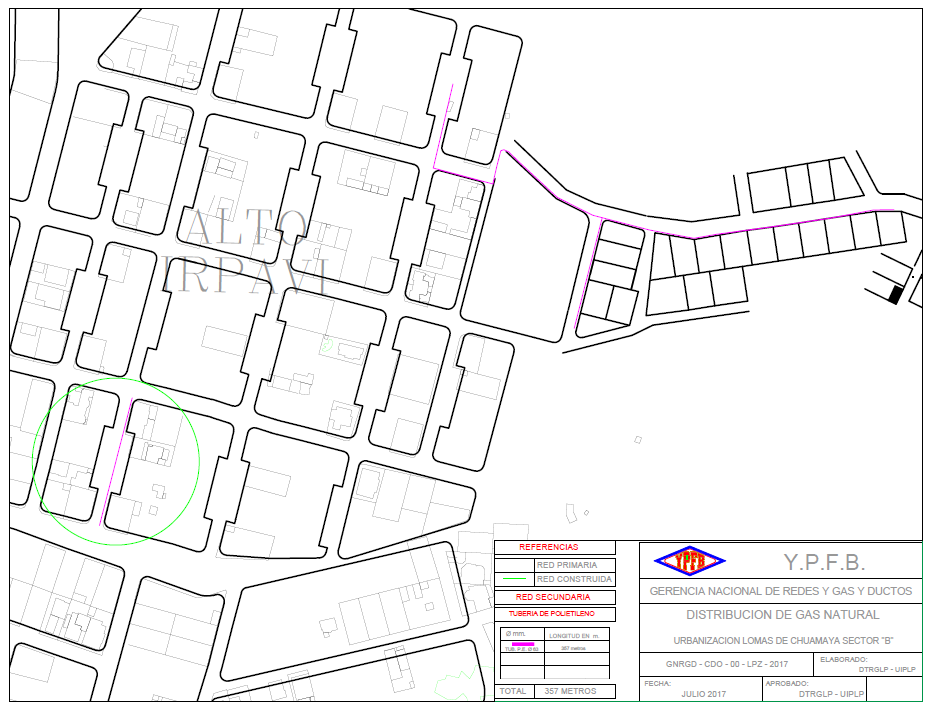 ALTO
IRPAVI
REFERENCIAS
RED PRIMARIA
RED CONSTRUIDA
RED SECUNDARIA
TUBERIA DE POLIETILENO
Ø mm. LONGITUD EN m.
TUB. P.E. Ø 63 357 metros
TOTAL 357 METROS
YPFB Y.P.F.B.
GERENCIA NACIONAL DE REDES Y GAS Y DUCTOS
DISTRIBUCION DE GAS NATURAL
URBANIZACION LOMAS DE CHUAMAYA SECTOR "B"
GNRGD - CDO - 00 - LPZ - 2017
ELABORADO:
DTRGLP - UIPLP
FECHA:
JULIO 2017
APROBADO:
DTRGLP - UIPLP